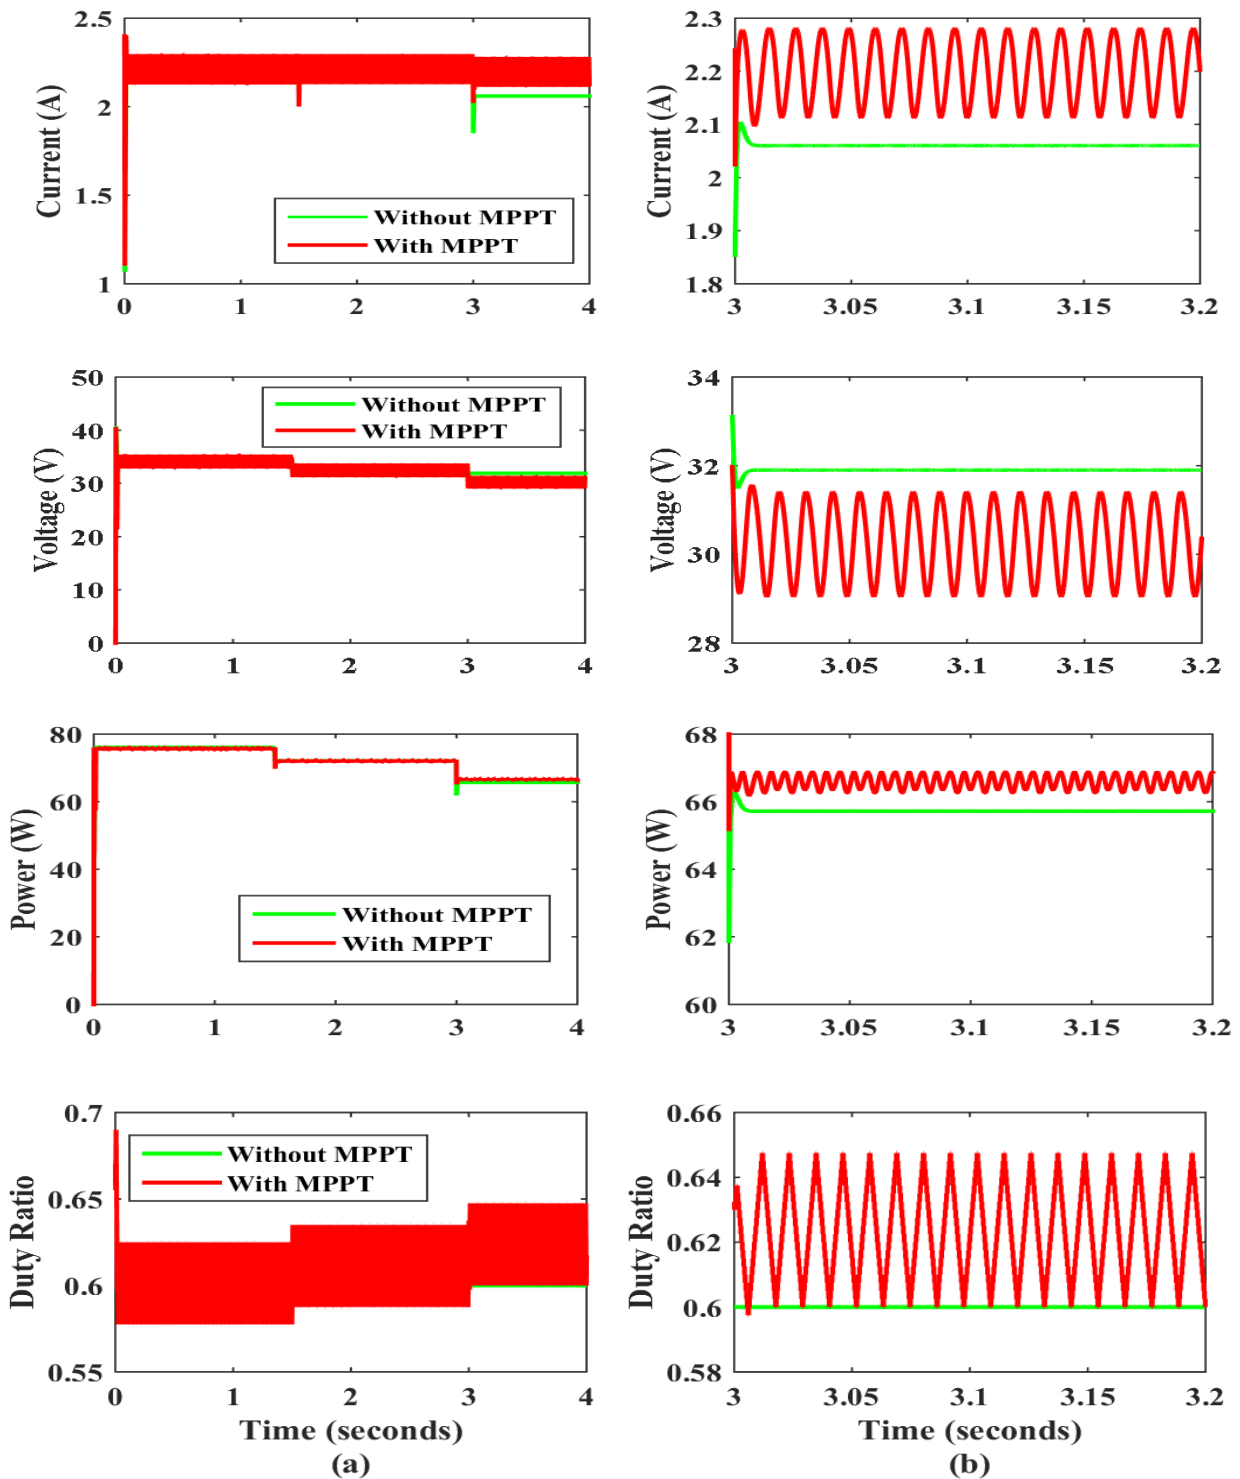 2.5
2
1.5
1
Current (A)
Without MPPT
With MPPT
0 1 2 3 4
2.3
2.2
2.1
2
1.9
1.8
Current (A)
3 3.05 3.1 3.15 3.2
50
40
30
20
10
0
Voltage (V)
Without MPPT
With MPPT
0 1 2 3 4
34
32
30
28
Voltage (V)
3 3.05 3.1 3.15 3.2
80
60
40
20
0
Power (W)
Without MPPT
With MPPT
0 1 2 3 4
68
66
64
62
60
Power (W)
3 3.05 3.1 3.15 3.2
0.7
0.65
0.6
0.55
Duty Ratio
Without MPPT
With MPPT
0 1 2 3 4
Time (seconds)
(a)
0.66
0.64
0.62
0.6
0.58
Duty Ratio
3 3.05 3.1 3.15 3.2
Time (seconds)
(b)